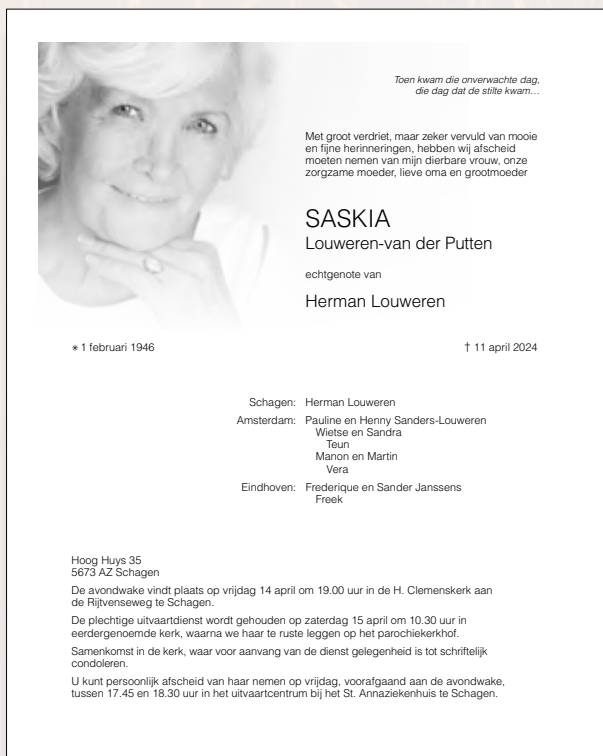 Toen kwam die onverwachte dag,
die dag dat de stilte kwam…
Met groot verdriet, maar zeker vervuld van mooie
en fijne herinneringen, hebben wij afscheid
moeten nemen van mijn dierbare vrouw, onze
zorgzame moeder, lieve oma en grootmoeder
SASKIA
Louweren-van der Putten
echtgenote van
Herman Louweren
✳ 1 februari 1946
† 11 april 2024
Schagen: Herman Louweren
Amsterdam: Pauline en Henny Sanders-Louweren
Wietse en Sandra
Teun
Manon en Martin
Vera
Eindhoven: Frederique en Sander Janssens
Freek
Hoog Huys 35
5673 AZ Schagen
De avondwake vindt plaats op vrijdag 14 april om 19.00 uur in de H. Clemenskerk aan
de Rijtvenseweg te Schagen.
De plechtige uitvaartdienst wordt gehouden op zaterdag 15 april om 10.30 uur in
eerdergenoemde kerk, waarna we haar te ruste leggen op het parochiekerkhof.
Samenkomst in de kerk, waar voor aanvang van de dienst gelegenheid is tot schriftelijk
condoleren.
U kunt persoonlijk afscheid van haar nemen op vrijdag, voorafgaand aan de avondwake,
tussen 17.45 en 18.30 uur in het uitvaartcentrum bij het St. Annaziekenhuis te Schagen.